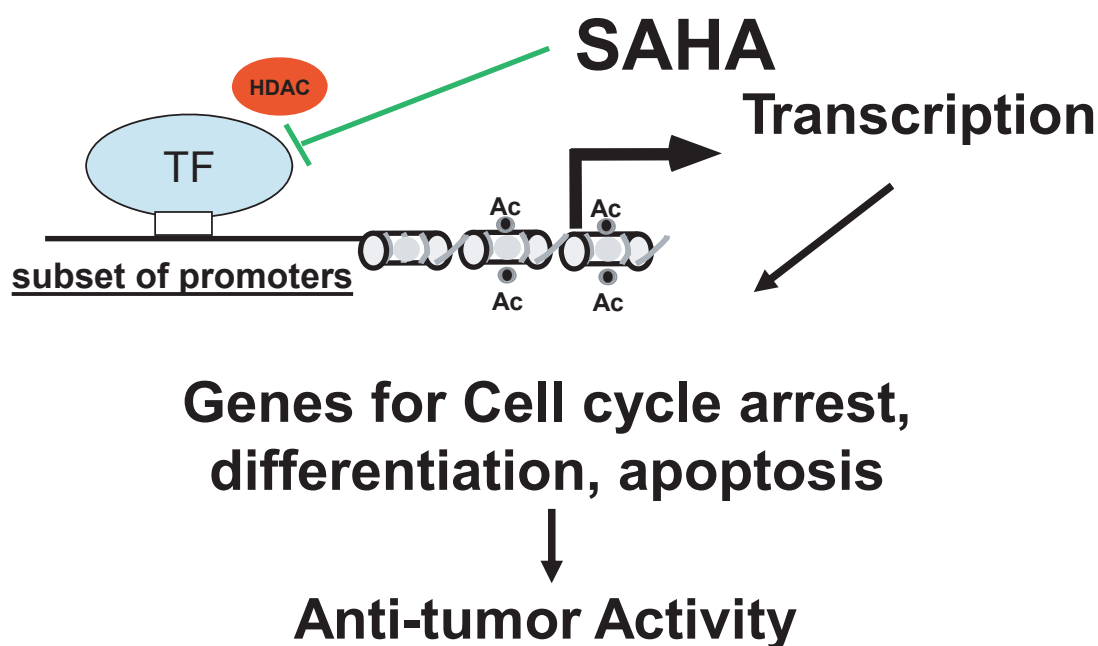 SAHA
HDAC
Transcription
TF
Ac
Ac
subset of promoters
Ac
Ac
Genes for Cell cycle arrest,
differentiation, apoptosis
Anti-tumor Activity